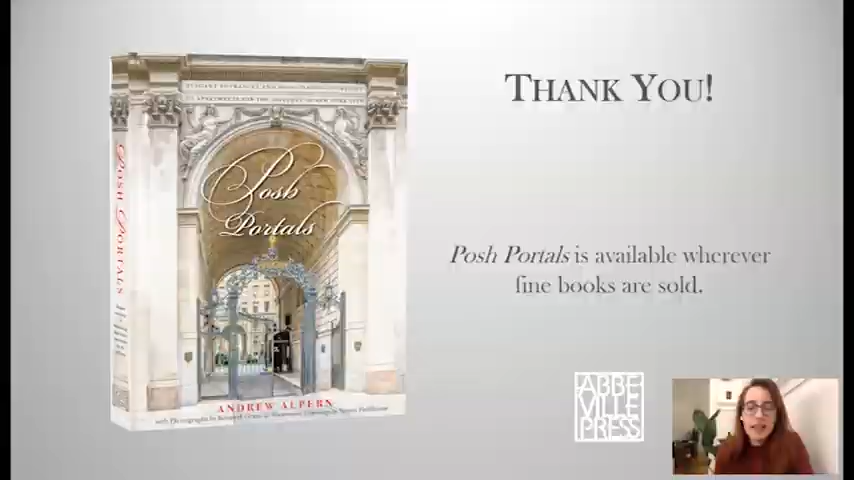 Posh
Portals
POSH PORTALS
ANDREW ALPERN
THANK YOU!
Posh Portals is available wherever
fine books are sold.
ABBE
VILLE
PRESS